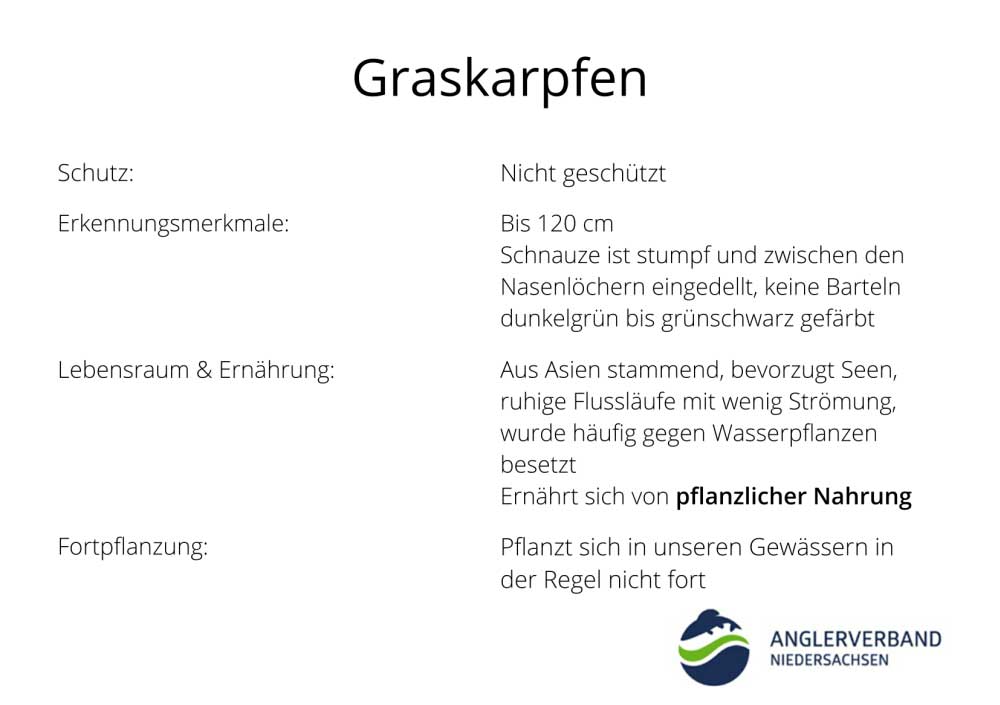 Graskarpfen
Schutz:
Nicht geschützt
Erkennungsmerkmale:
Bis 120 cm
Schnauze ist stumpf und zwischen den
Nasenlöchern eingedellt, keine Barteln
dunkelgrün bis grünschwarz gefärbt
Lebensraum & Ernährung:
Aus Asien stammend, bevorzugt Seen,
ruhige Flussläufe mit wenig Strömung,
wurde häufig gegen Wasserpflanzen
besetzt
Ernährt sich von pflanzlicher Nahrung
Fortpflanzung:
Pflanzt sich in unseren Gewässern in
der Regel nicht fort
ANGLERVERBAND
NIEDERSACHSEN